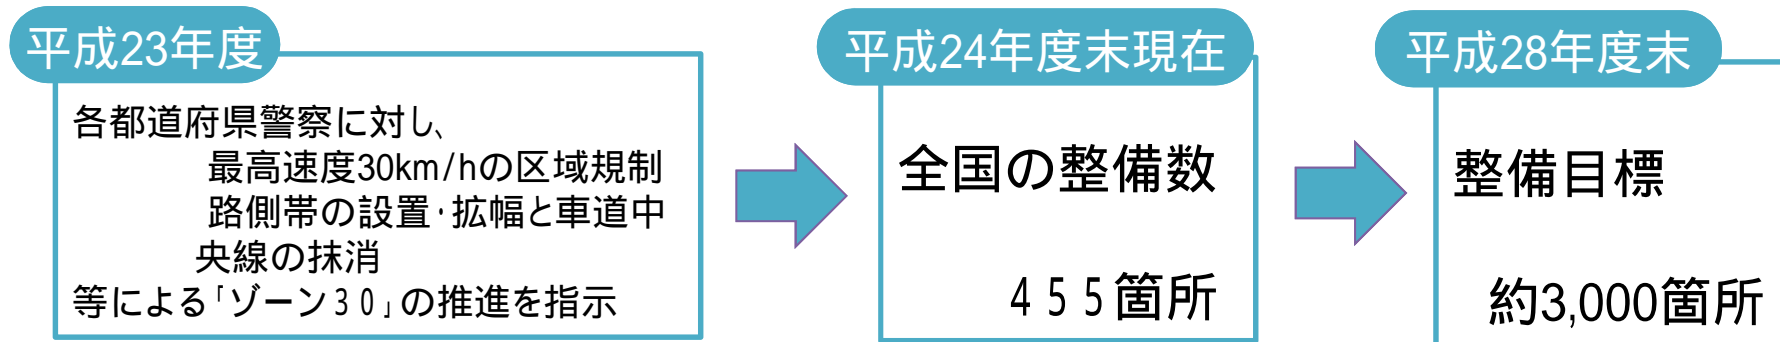 平成23年度
各都道府県警察に対し、
最高速度30km/hの区域規制
路側帯の設置・拡幅と車道中
央線の抹消
等による「ゾーン３０」の推進を指示
平成24年度末現在
全国の整備数
４５５箇所
平成28年度末
整備目標
約3,000箇所